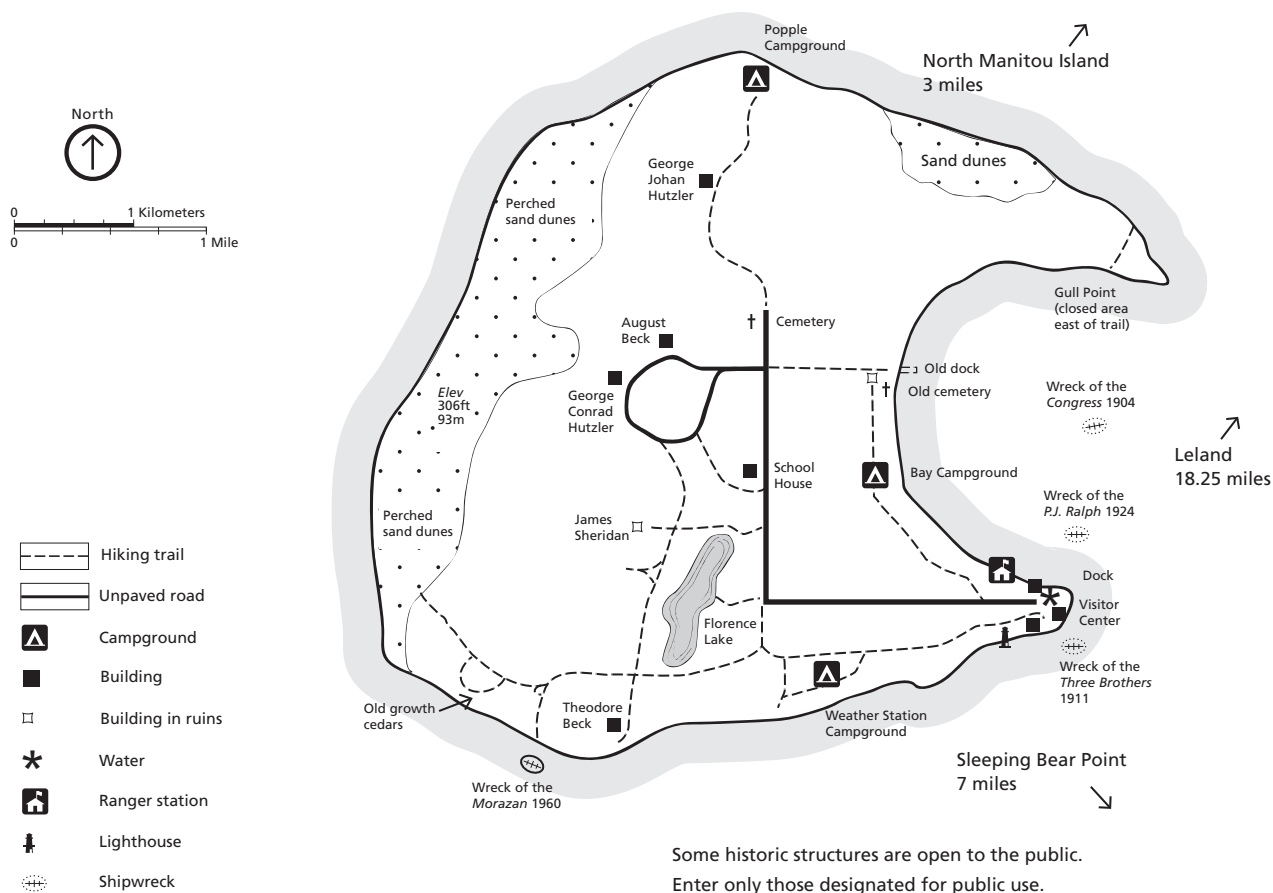 Popple
Campground
North Manitou Island
3 miles
North
0
1 Kilometers
0
1 Mile
George
Johan
Hutzler
Sand dunes
Perched
sand dunes
Gull Point
(closed area
east of trail)
August
Beck
Cemetery
Old dock
Old cemetery
George
Conrad
Hutzler
Elev
306ft
93m
Wreck of the
Congress 1904
Leland
18.25 miles
School
House
Bay Campground
Wreck of the
P.J. Ralph 1924
Perched
sand dunes
James
Sheridan
Dock
Visitor
Center
Florence
Lake
Wreck of the
Three Brothers
1911
Old growth
cedars
Theodore
Beck
Weather Station
Campground
Sleeping Bear Point
7 miles
Wreck of the
Morazan 1960
Hiking trail
Unpaved road
Campground
Building
Building in ruins
Water
Ranger station
Lighthouse
Shipwreck
Some historic structures are open to the public.
Enter only those designated for public use.